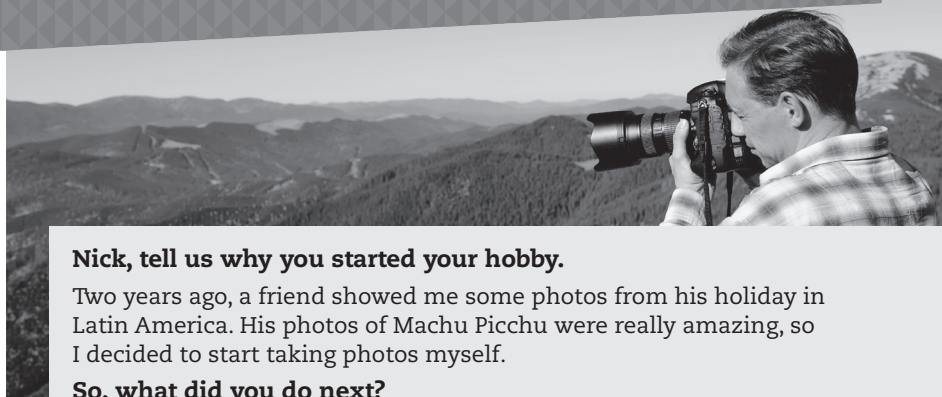 Nick, tell us why you started your hobby.
Two years ago, a friend showed me some photos from his holiday in
Latin America. His photos of Machu Picchu were really amazing, so
I decided to start taking photos myself.
So, what did you do next?